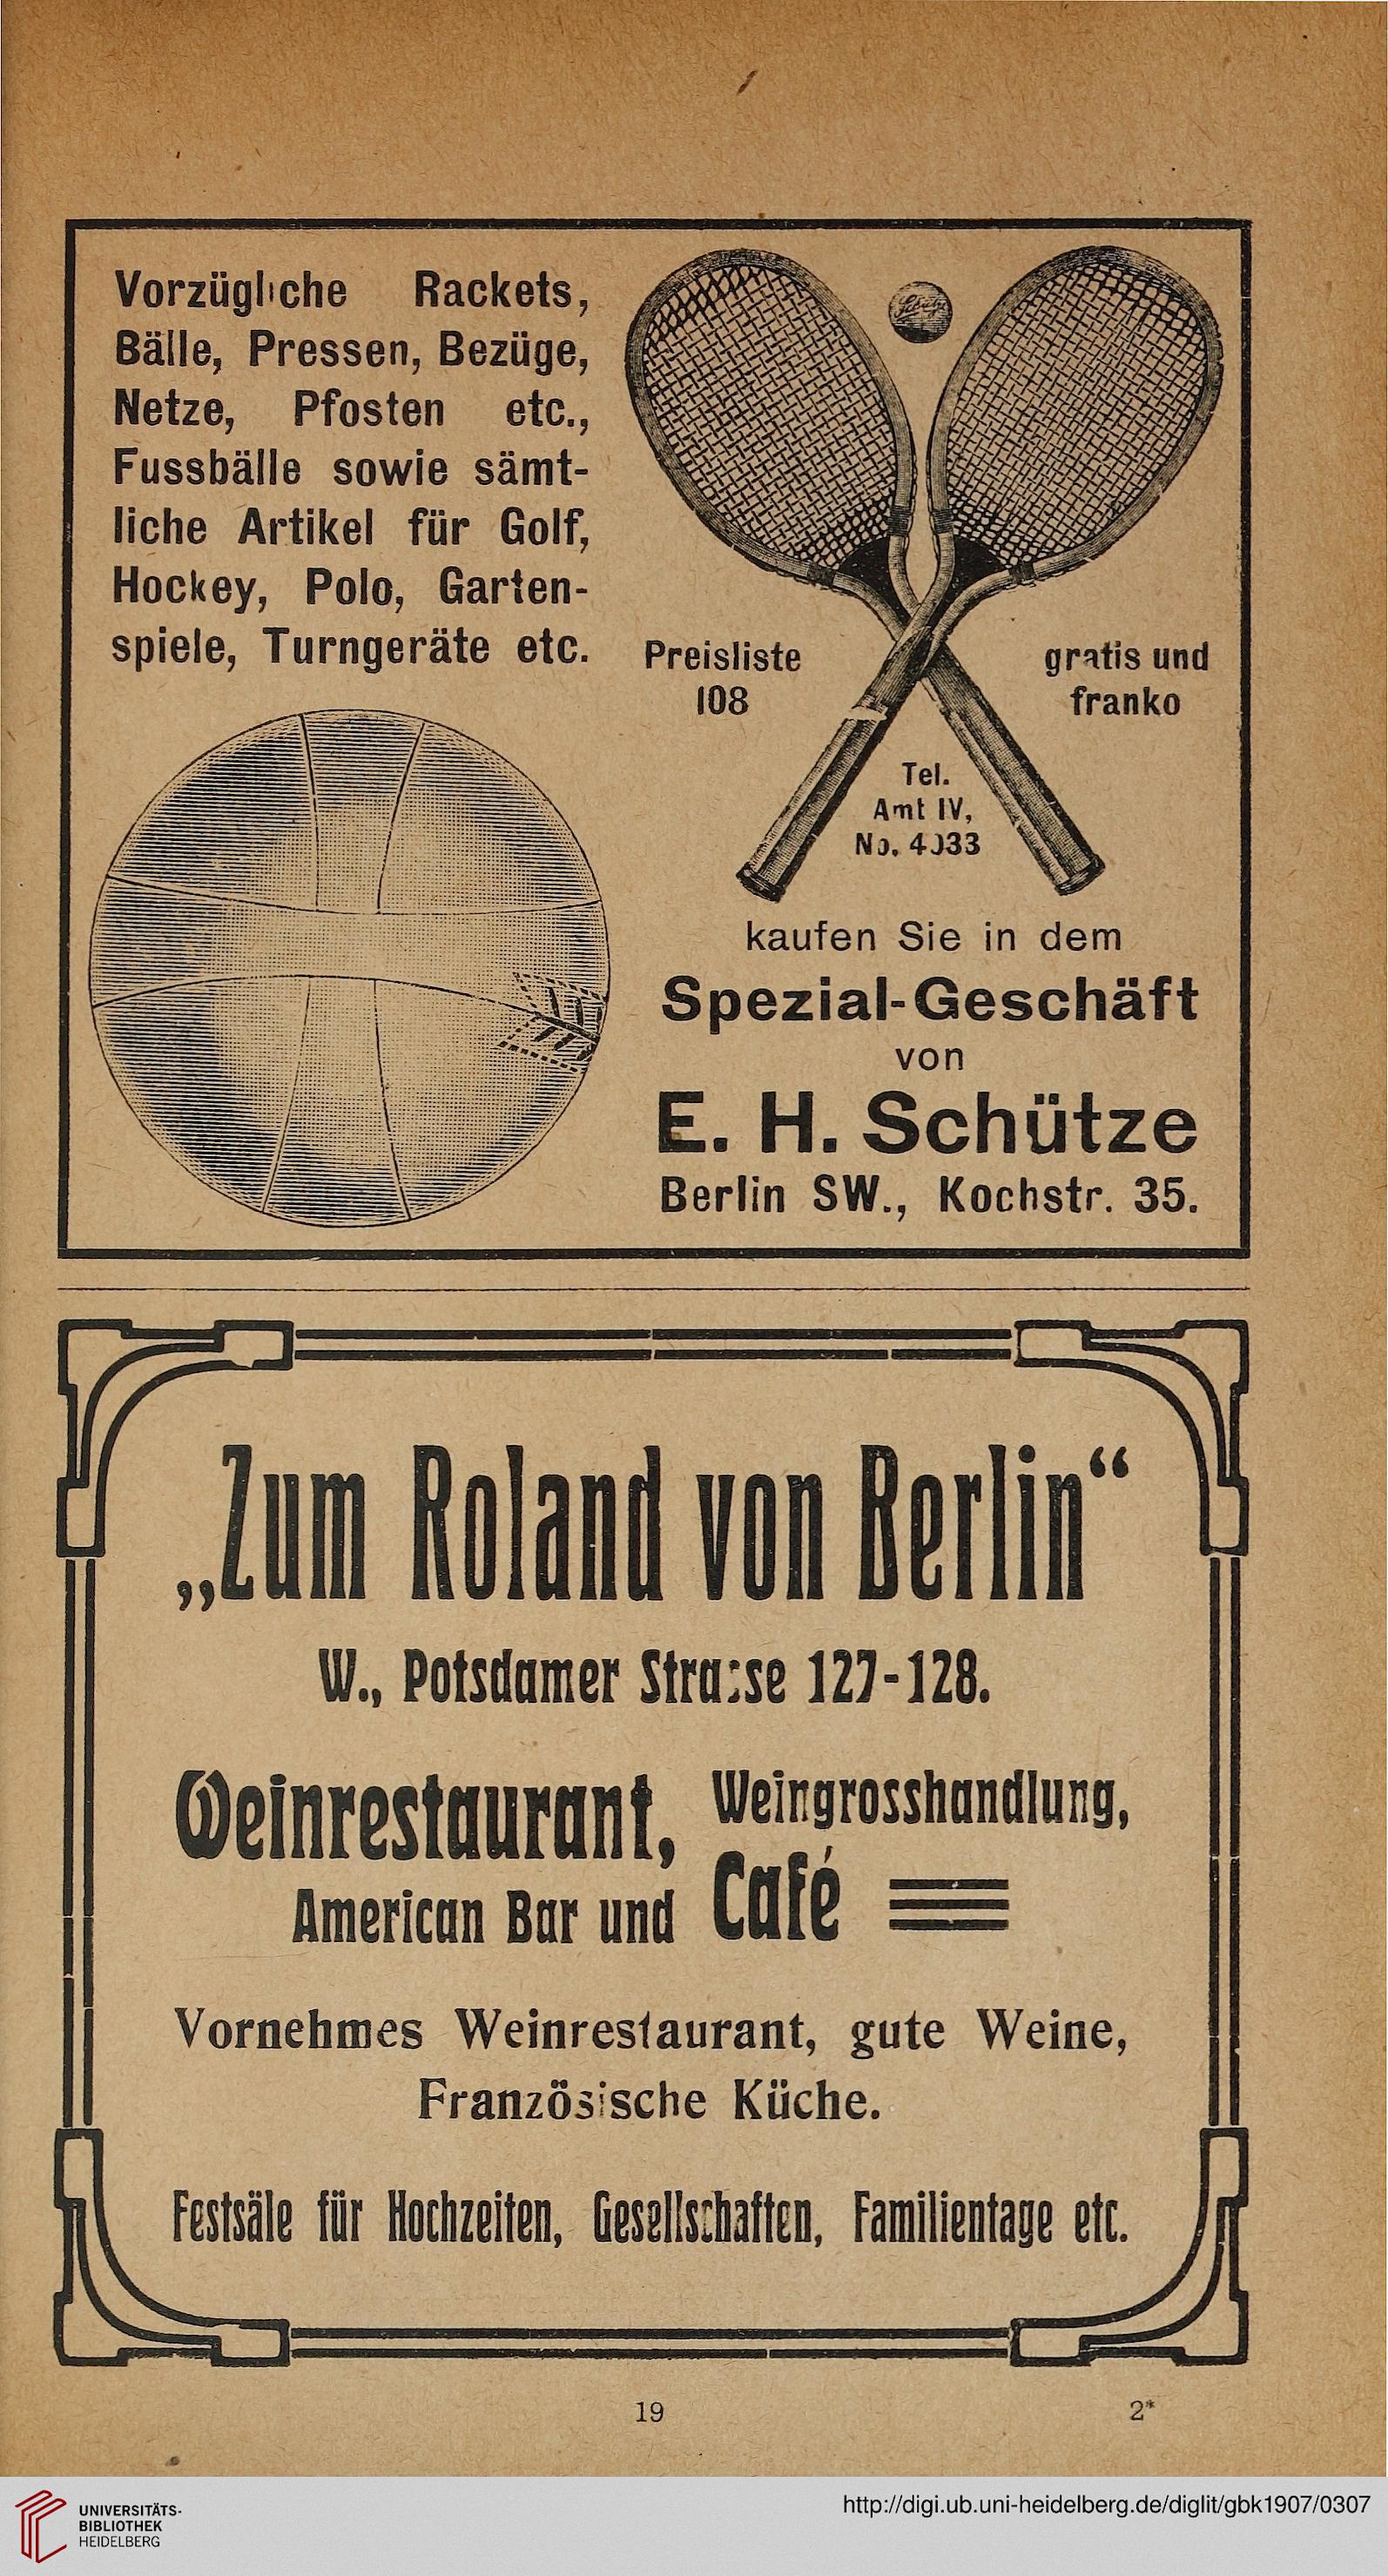 Vorzügliche Rackets,
Bälle, Pressen, Bezüge,
Netze, Pfosten etc.,
Fussbälle sowie sämt-
liche Artikel für Golf,
Hockey, Polo, Garten-
spiele, Turngeräte etc.
Preisliste
108
gratis und
franko
Tel.
Amt IV,
No.
kaufen Sie in dem
Spezial-Geschäft
von
E. H. Schütze
Berlin SW., Kochstr. 35.
„Zum Roland von Berlin“
W., Potsdamer Strasse 127-128.
Weinrestaurant, Weingrosshandlung,
American Bar und Café
Vornehmes Weinrestaurant, gute Weine,
Französische Küche.
Festsäle für Hochzeiten, Gesellschaften, Familientage etc.
19 2*
UNIVERSITÄTS-
BIBLIOTHEK
HEIDELBERG
http://digi.ub.uni-heidelberg.de/diglit/gbk1907/0307